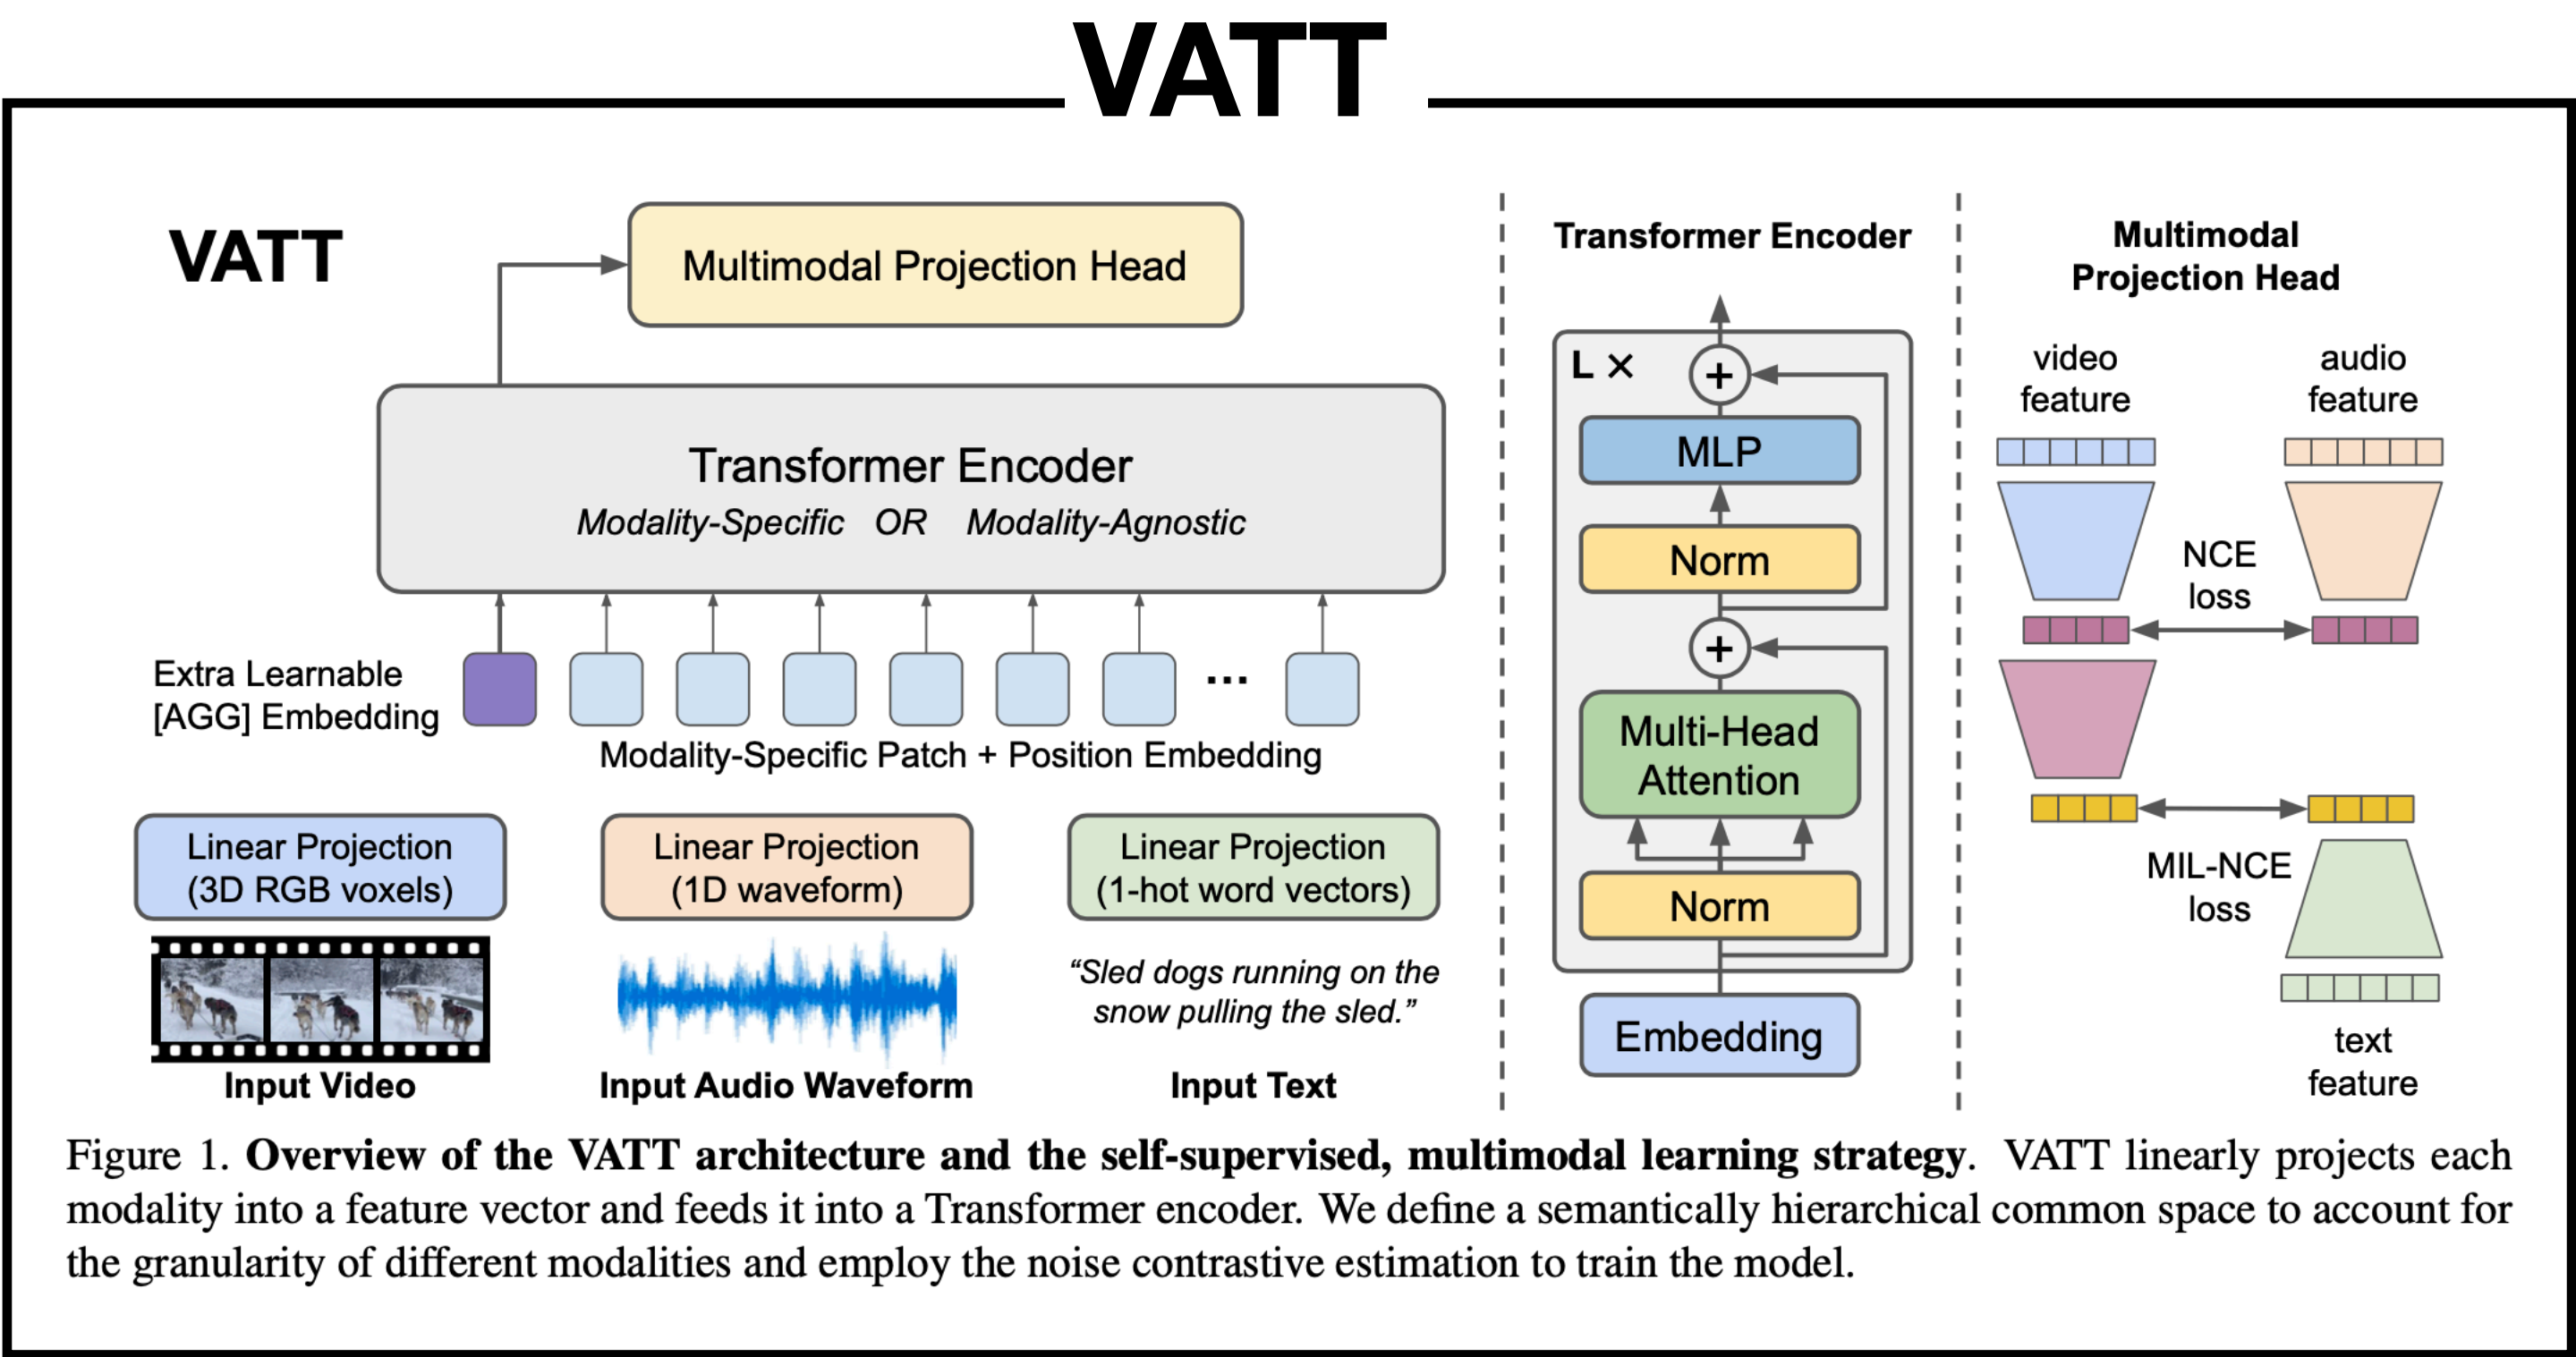 VATT
VATT
Multimodal Projection Head
Transformer Encoder
Modality-Specific OR Modality-Agnostic
Extra Learnable
[AGG] Embedding
...
Modality-Specific Patch + Position Embedding
Linear Projection
(3D RGB voxels)
Linear Projection
(1D waveform)
Linear Projection
(1-hot word vectors)
“Sled dogs running on the
snow pulling the sled.”
Input Video
Input Audio Waveform
Input Text
Transformer Encoder
L ×
+
MLP
Norm
+
Multi-Head
Attention
Norm
Embedding
Multimodal
Projection Head
video
feature
audio
feature
NCE
loss
MIL-NCE
loss
text
feature
Figure 1. Overview of the VATT architecture and the self-supervised, multimodal learning strategy. VATT linearly projects each
modality into a feature vector and feeds it into a Transformer encoder. We define a semantically hierarchical common space to account for
the granularity of different modalities and employ the noise contrastive estimation to train the model.